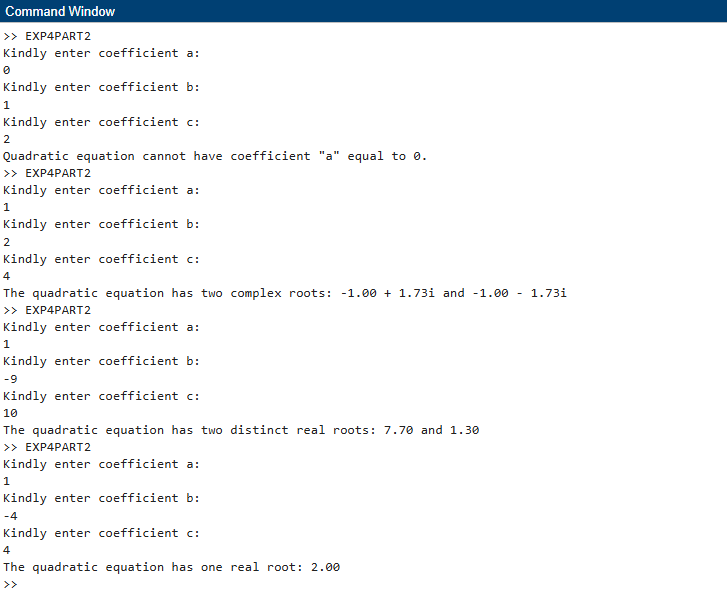 Command Window
>> EXP4PART2
Kindly enter coefficient a:
0
Kindly enter coefficient b:
1
Kindly enter coefficient c:
2
Quadratic equation cannot have coefficient "a" equal to 0.
>> EXP4PART2
Kindly enter coefficient a:
1
Kindly enter coefficient b:
2
Kindly enter coefficient c:
4
The quadratic equation has two complex roots: -1.00 + 1.73i and -1.00 - 1.73i
>> EXP4PART2
Kindly enter coefficient a:
1
Kindly enter coefficient b:
-9
Kindly enter coefficient c:
10
The quadratic equation has two distinct real roots: 7.70 and 1.30
>> EXP4PART2
Kindly enter coefficient a:
1
Kindly enter coefficient b:
-4
Kindly enter coefficient c:
4
The quadratic equation has one real root: 2.00
>>